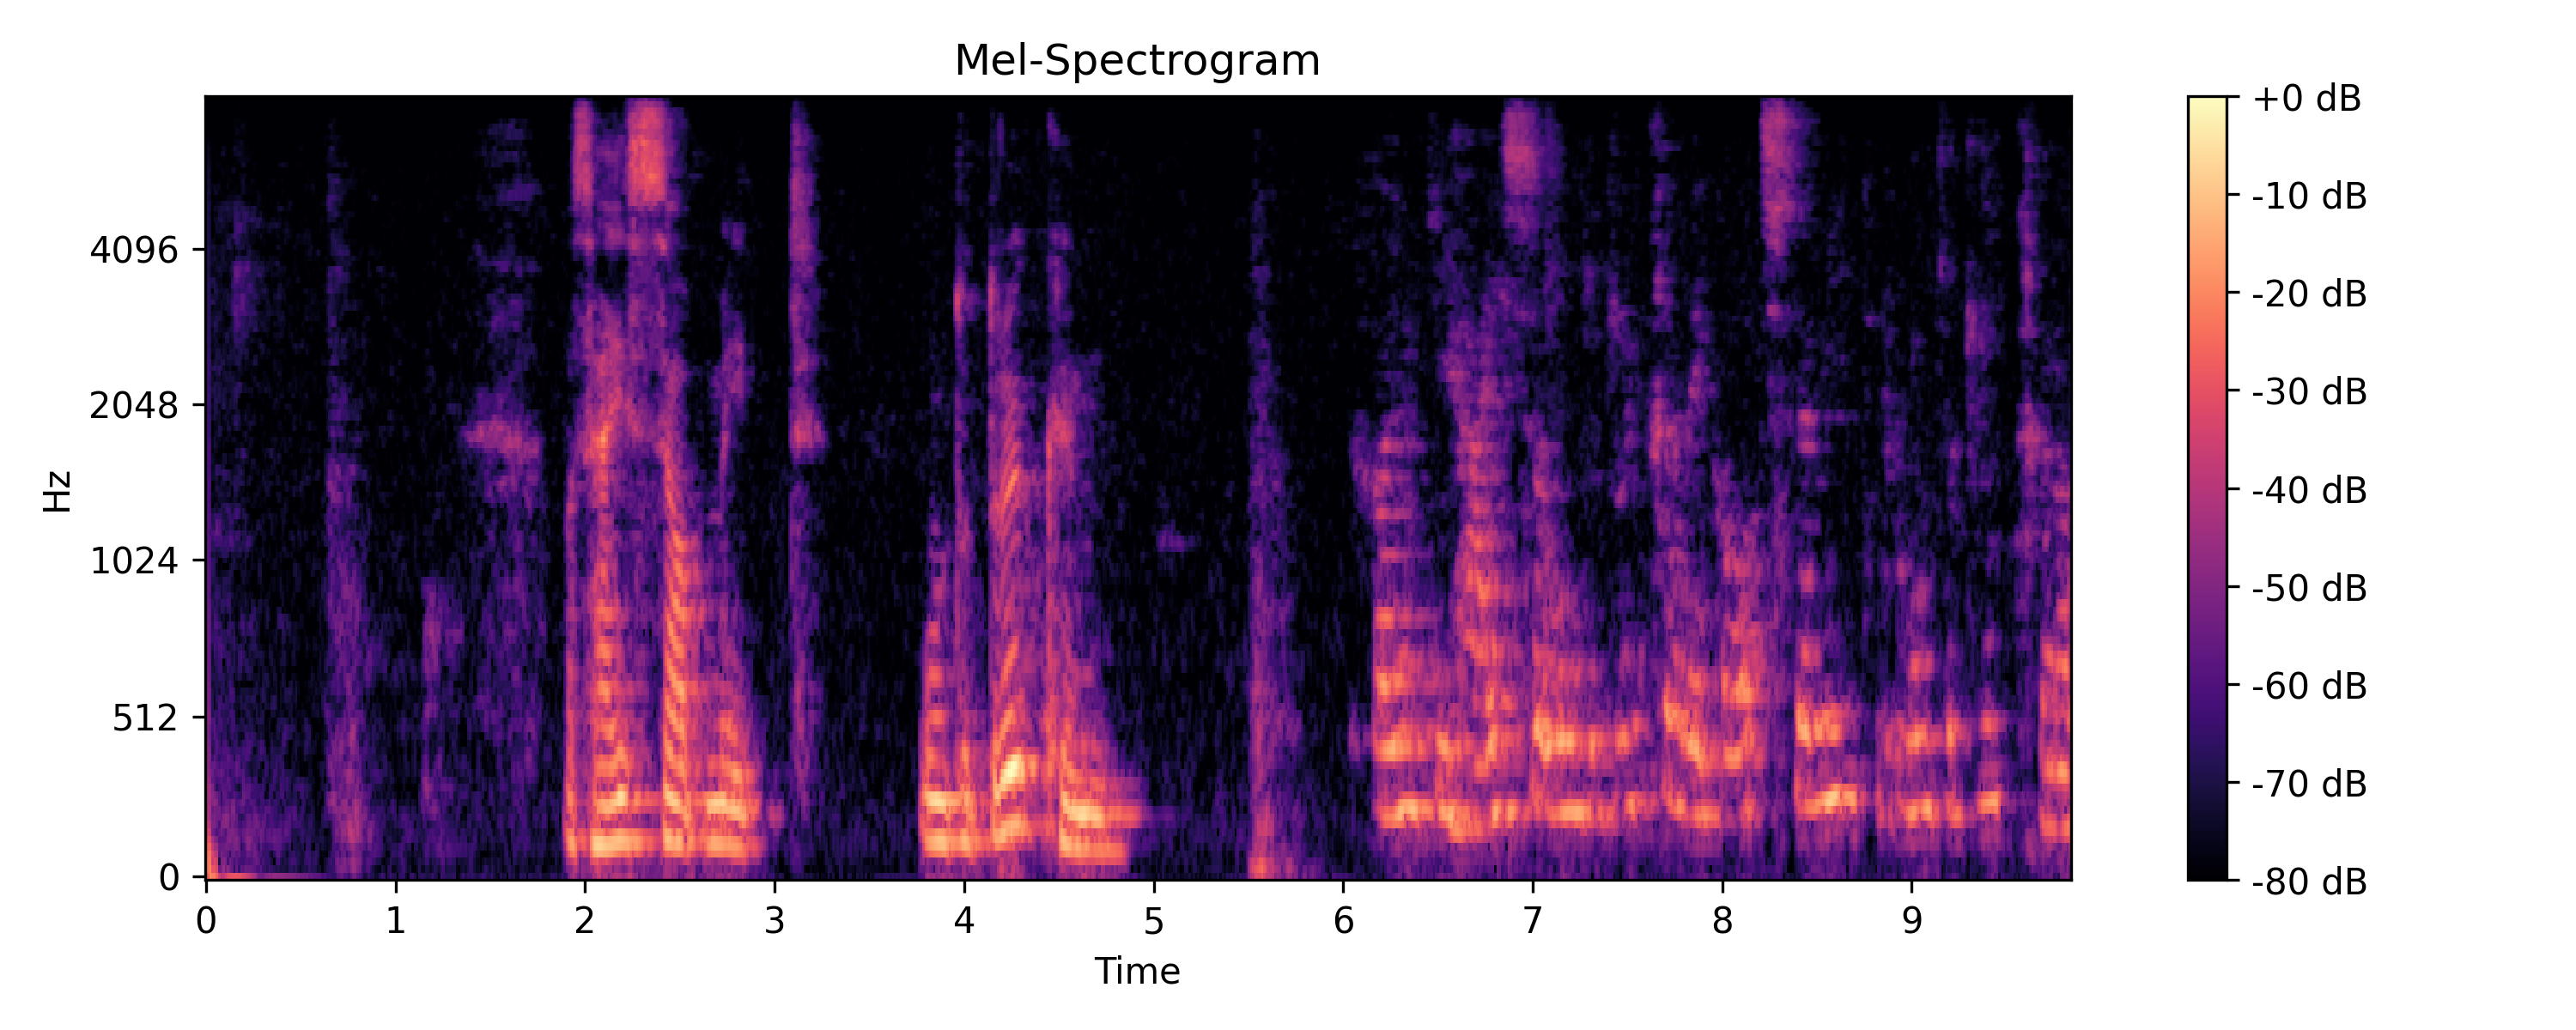 Mel-Spectrogram
Hz
4096
2048
1024
512
0
0 1 2 3 4 5 6 7 8 9
Time
+0 dB
-10 dB
-20 dB
-30 dB
-40 dB
-50 dB
-60 dB
-70 dB
-80 dB